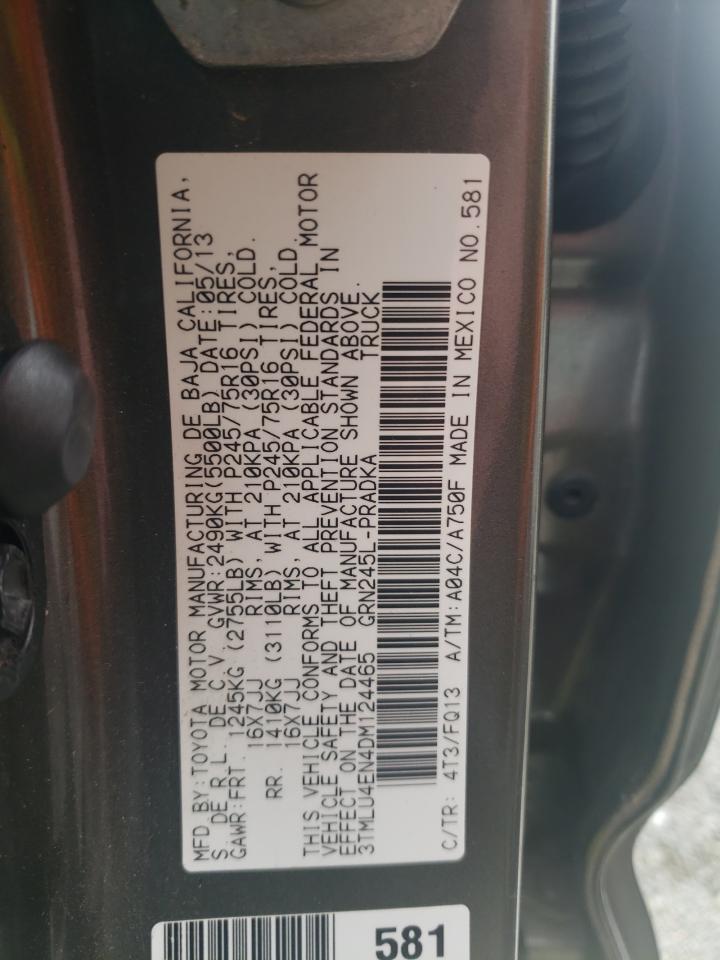 MFD BY:TOYOTA MOTOR MANUFACTURING DE BAJA CALIFORNIA,
S. DE R.L. DE C.V. GVWR:2490KG(5500LB) DATE:05/13
GAWR:FRT. 1245KG (2755LB) WITH P245/75R16 TIRES,
16X7JJ RIMS, AT 210KPA (30PSI) COLD.
RR. 1410KG (3110LB) WITH P245/75R16 TIRES,
16X7JJ RIMS, AT 210KPA (30PSI) COLD.
THIS VEHICLE CONFORMS TO ALL APPLICABLE FEDERAL MOTOR
VEHICLE SAFETY AND THEFT PREVENTION STANDARDS IN
EFFECT ON THE DATE OF MANUFACTURE SHOWN ABOVE.
3TMLU4EN4DM124465 GRN245L-PRADKA TRUCK
C/TR: 4T3/FQ13 A/TM:A04C/A750F MADE IN MEXICO NO.581
581